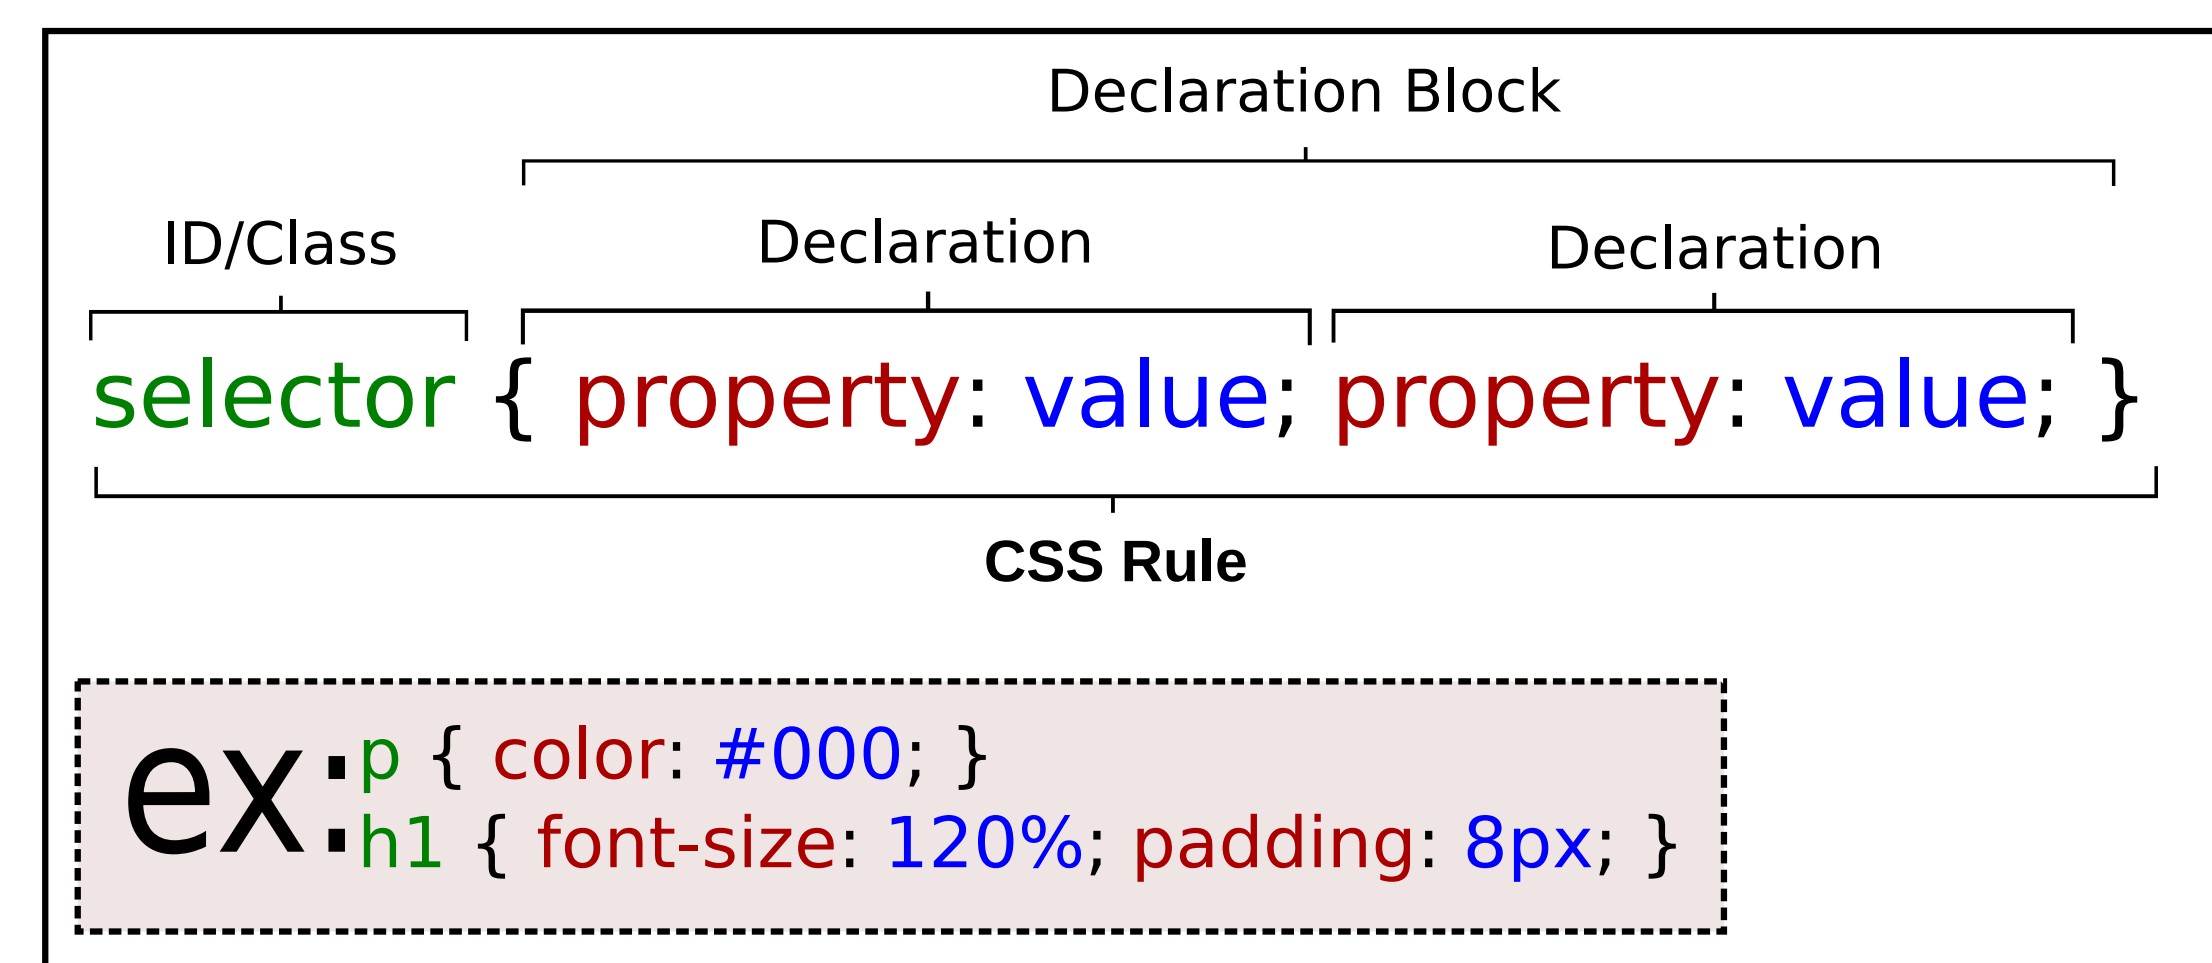 Declaration Block
ID/Class Declaration Declaration
selector { property: value; property: value; }
CSS Rule
ex:
p { color: #000; }
h1 { font-size: 120%; padding: 8px; }